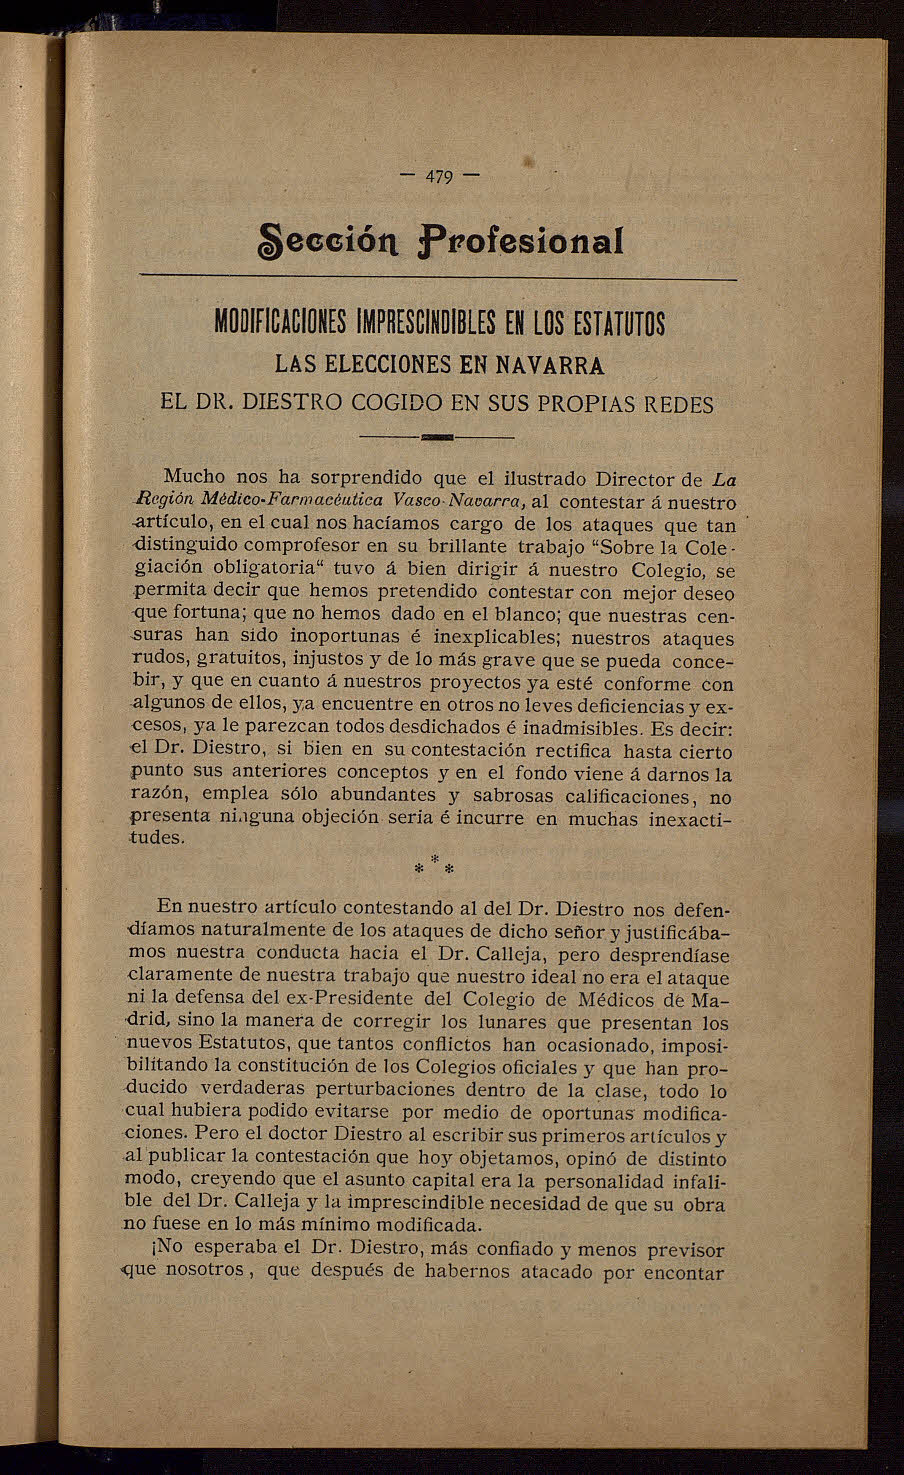 — 479 —
Sección Profesional
MODIFICACIONES IMPRESCINDIBLES EN LOS ESTATUTOS
LAS ELECCIONES EN NAVARRA
EL DR. DIESTRO COGIDO EN SUS PROPIAS REDES
Mucho nos ha sorprendido que el ilustrado Director de La
Región Médico-Farmacéutica Vasco-Navarra, al contestar á nuestro
artículo, en el cual nos hacíamos cargo de los ataques que tan
distinguido comprofesor en su brillante trabajo “Sobre la Cole-
giación obligatoria“ tuvo á bien dirigir á nuestro Colegio, se
permita decir que hemos pretendido contestar con mejor deseo
que fortuna; que no hemos dado en el blanco; que nuestras cen-
suras han sido inoportunas é inexplicables; nuestros ataques
rudos, gratuitos, injustos y de lo más grave que se pueda conce-
bir, y que en cuanto á nuestros proyectos ya esté conforme con
algunos de ellos, ya encuentre en otros no leves deficiencias y ex-
cesos, ya le parezcan todos desdichados é inadmisibles. Es decir:
el Dr. Diestro, si bien en su contestación rectifica hasta cierto
punto sus anteriores conceptos y en el fondo viene á darnos la
razón, emplea sólo abundantes y sabrosas calificaciones, no
presenta ninguna objeción seria é incurre en muchas inexacti-
tudes.
* * *
En nuestro artículo contestando al del Dr. Diestro nos defen-
díamos naturalmente de los ataques de dicho señor y justificába-
mos nuestra conducta hacia el Dr. Calleja, pero desprendíase
claramente de nuestra trabajo que nuestro ideal no era el ataque
ni la defensa del ex-Presidente del Colegio de Médicos de Ma-
drid, sino la manera de corregir los lunares que presentan los
nuevos Estatutos, que tantos conflictos han ocasionado, imposi-
bilitando la constitución de los Colegios oficiales y que han pro-
ducido verdaderas perturbaciones dentro de la clase, todo lo
cual hubiera podido evitarse por medio de oportunas modifica-
ciones. Pero el doctor Diestro al escribir sus primeros artículos y
al publicar la contestación que hoy objetamos, opinó de distinto
modo, creyendo que el asunto capital era la personalidad infali-
ble del Dr. Calleja y la imprescindible necesidad de que su obra
no fuese en lo más mínimo modificada.
¡No esperaba el Dr. Diestro, más confiado y menos previsor
que nosotros, que después de habernos atacado por encontar